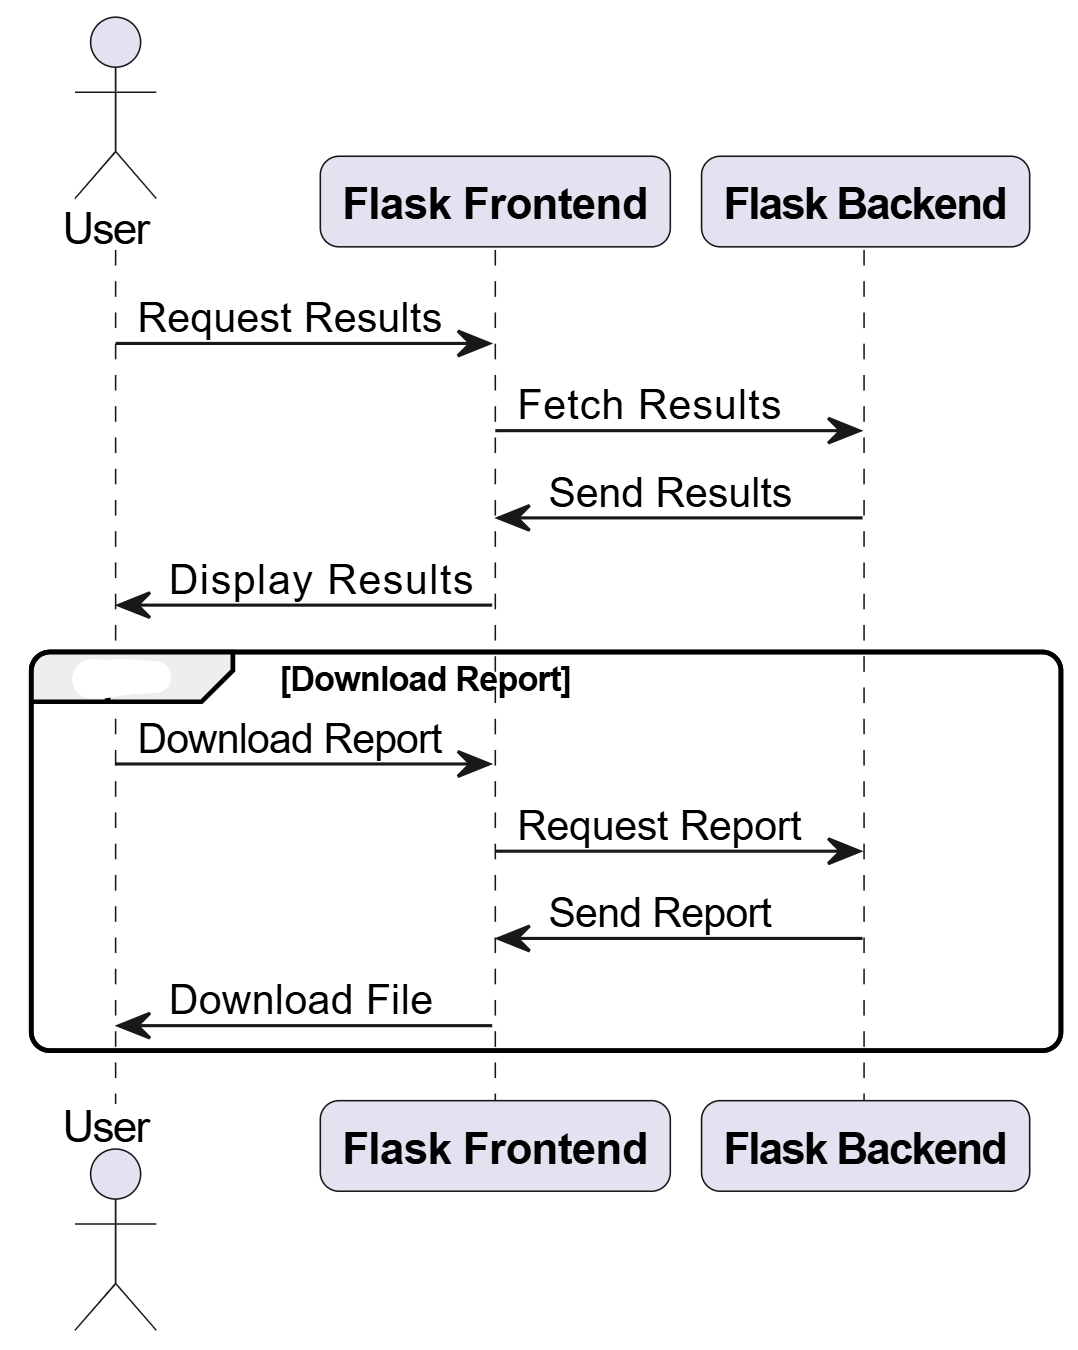 User
Flask Frontend
Flask Backend
Request Results
Fetch Results
Send Results
Display Results
[Download Report]
Download Report
Request Report
Send Report
Download File
User
Flask Frontend
Flask Backend